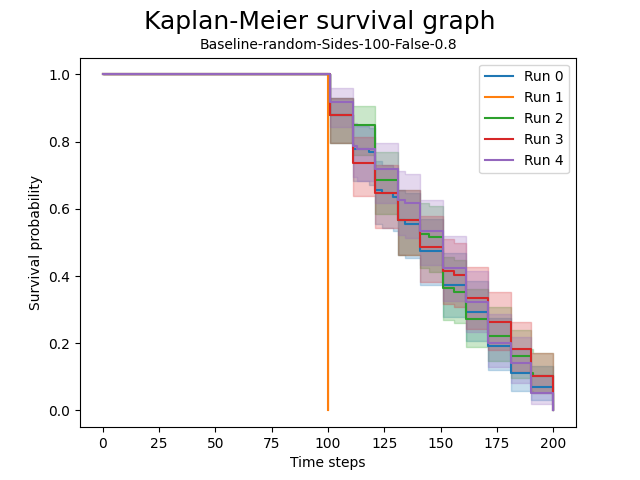 Kaplan-Meier survival graph
Baseline-random-Sides-100-False-0.8
Survival probability
1.0
0.8
0.6
0.4
0.2
0.0
Run 0
Run 1
Run 2
Run 3
Run 4
0 25 50 75 100 125 150 175 200
Time steps